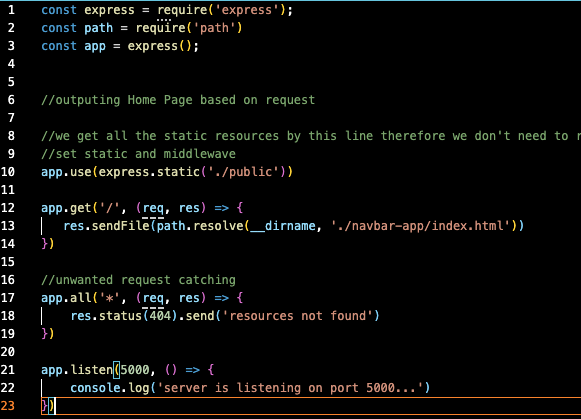 1 const express = require('express');
2 const path = require('path')
3 const app = express();
4
5
6 //outputing Home Page based on request
7
8 //we get all the static resources by this line therefore we don't need to
9 //set static and middlewave
10 app.use(express.static('./public'))
11
12 app.get('/', (req, res) => {
13 res.sendFile(path.resolve(__dirname, './navbar-app/index.html'))
14 })
15
16 //unwanted request catching
17 app.all('*', (req, res) => {
18 res.status(404).send('resources not found')
19 })
20
21 app.listen(5000, () => {
22 console.log('server is listening on port 5000...')
23 })